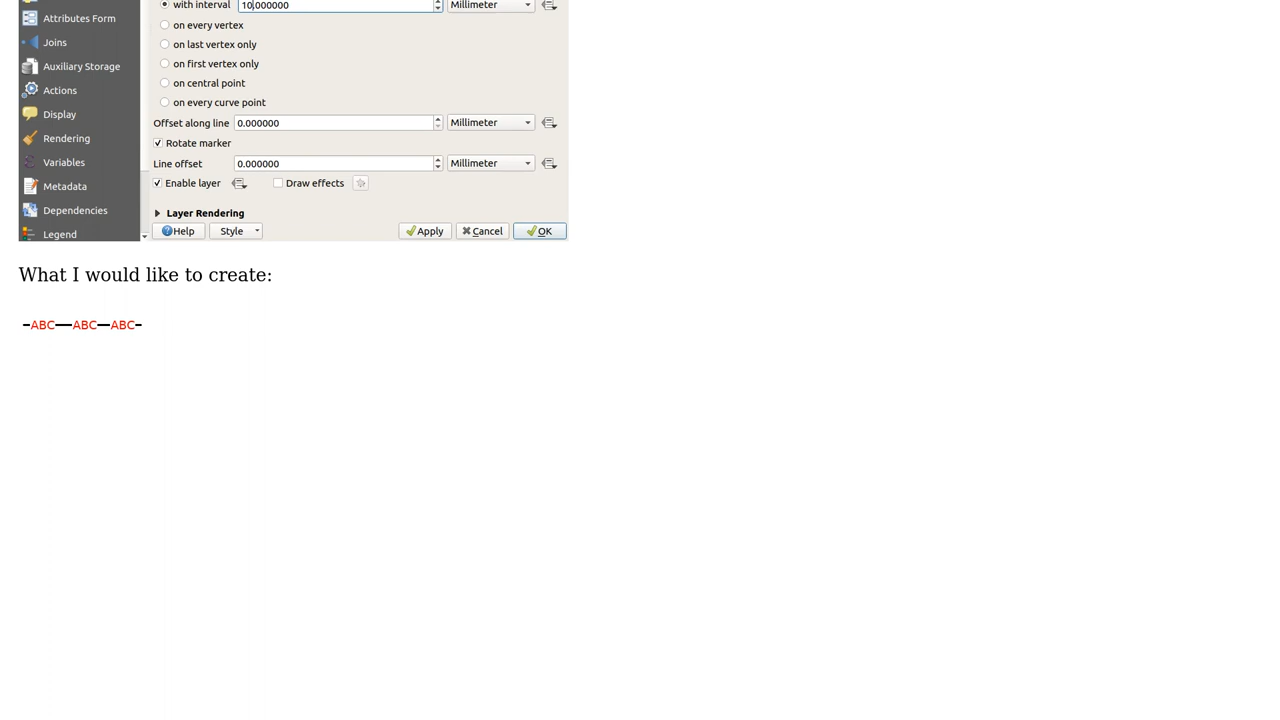 with interval 10.000000 Millimeter
Attributes Form
on every vertex
Joins
on last vertex only
on first vertex only
Auxiliary Storage
on central point
Actions
on every curve point
Display
Offset along line 0.000000 Millimeter
Rendering
Rotate marker
Variables
Line offset 0.000000 Millimeter
Metadata
Enable layer Draw effects
Dependencies
Layer Rendering
Legend
Help Style Apply Cancel OK
What I would like to create:
ABC ABC ABC